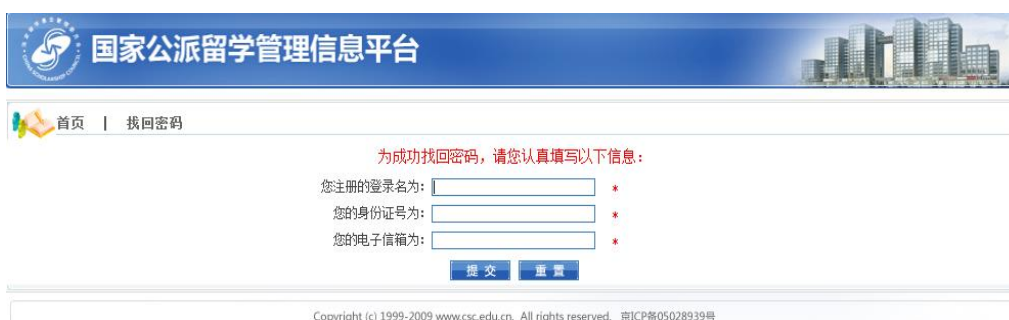 国家公派留学管理信息平台
首页 | 找回密码
为成功找回密码，请您认真填写以下信息：
您注册的登录名为： *
您的身份证号为： *
您的电子信箱为： *
提 交 重 置
Copyright (c) 1999-2009 www.csc.edu.cn. All rights reserved. 京ICP备05028939号